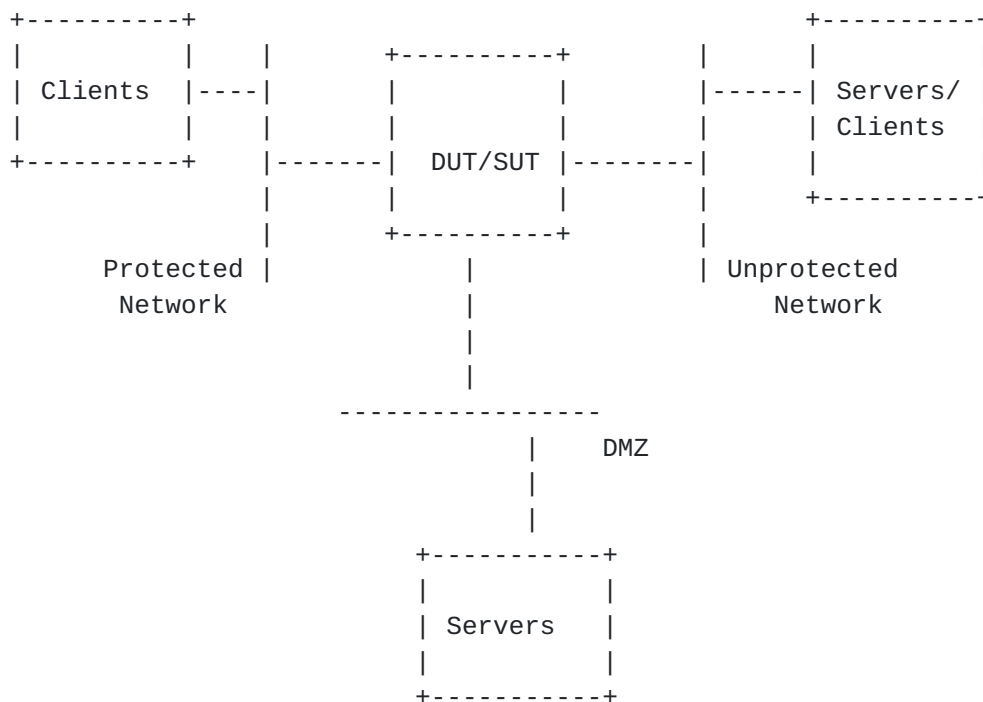 Clients
Servers/
Clients
DUT/SUT
Protected
Network
Unprotected
Network
DMZ
Servers